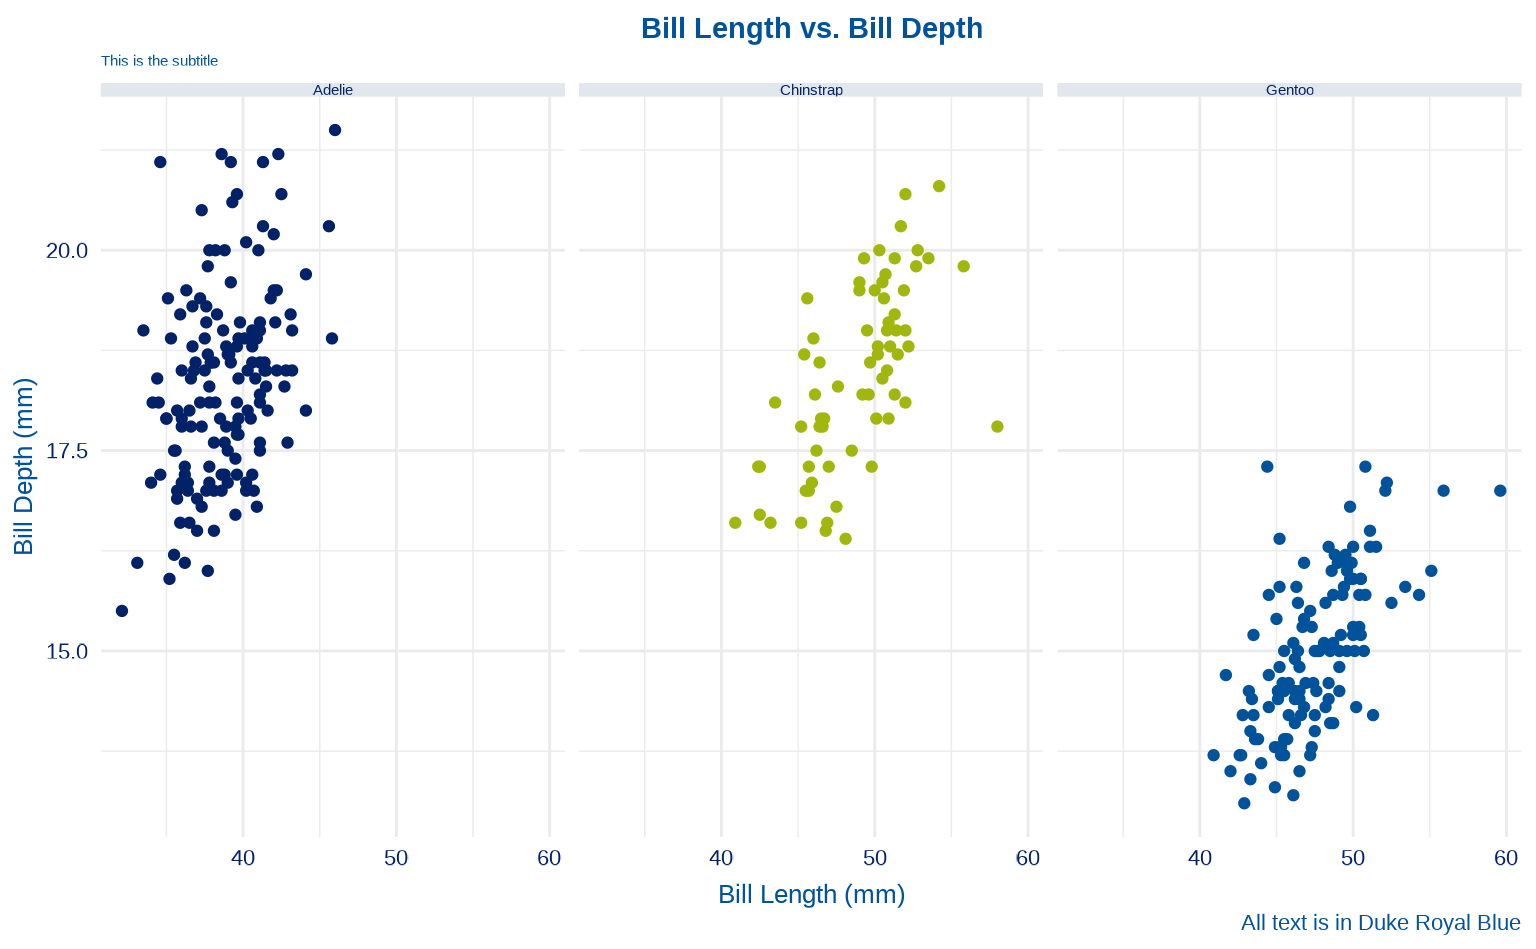 Bill Length vs. Bill Depth
This is the subtitle
Adelie
Chinstrap
Gentoo
Bill Depth (mm)
20.0
17.5
15.0
40 50 60
40 50 60
40 50 60
Bill Length (mm)
All text is in Duke Royal Blue